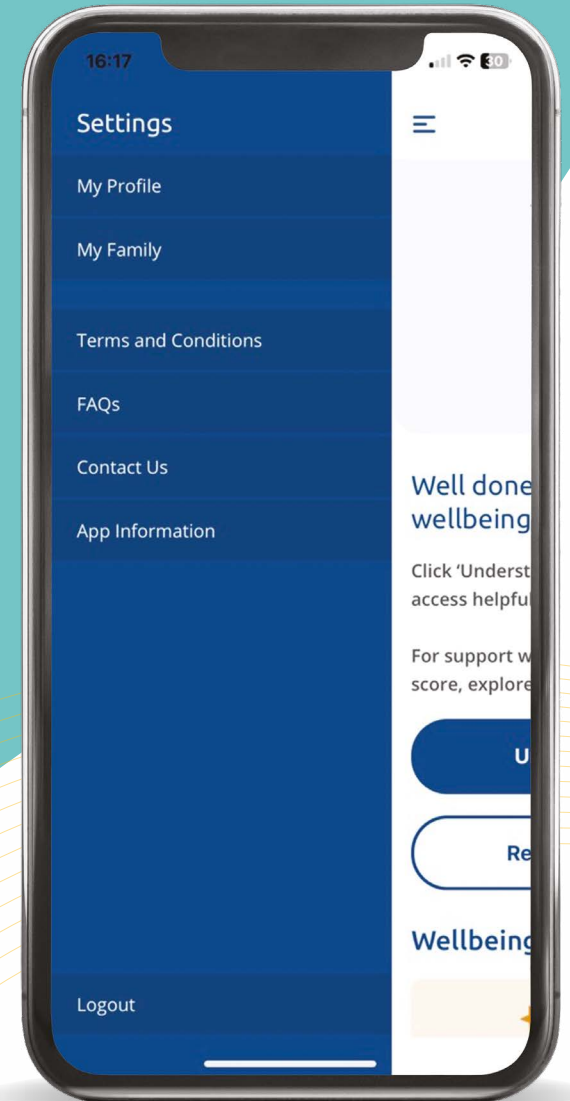 16:17
30
Settings
My Profile
My Family
Terms and Conditions
FAQs
Contact Us
App Information
Logout
Well done
wellbeing
Click ‘Underst
access helpful
For support w
score, explore
U
Re
Wellbeing